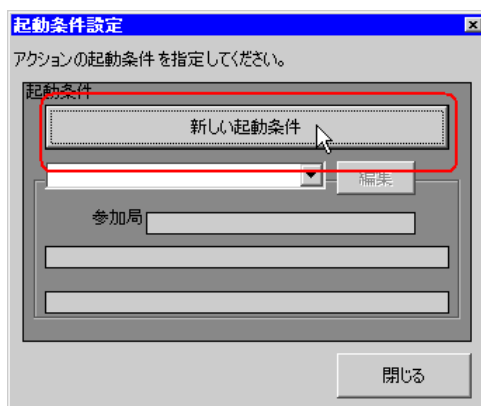 起動条件設定
アクションの起動条件を指定してください。
起動条件
新しい起動条件
編集
参加局
閉じる